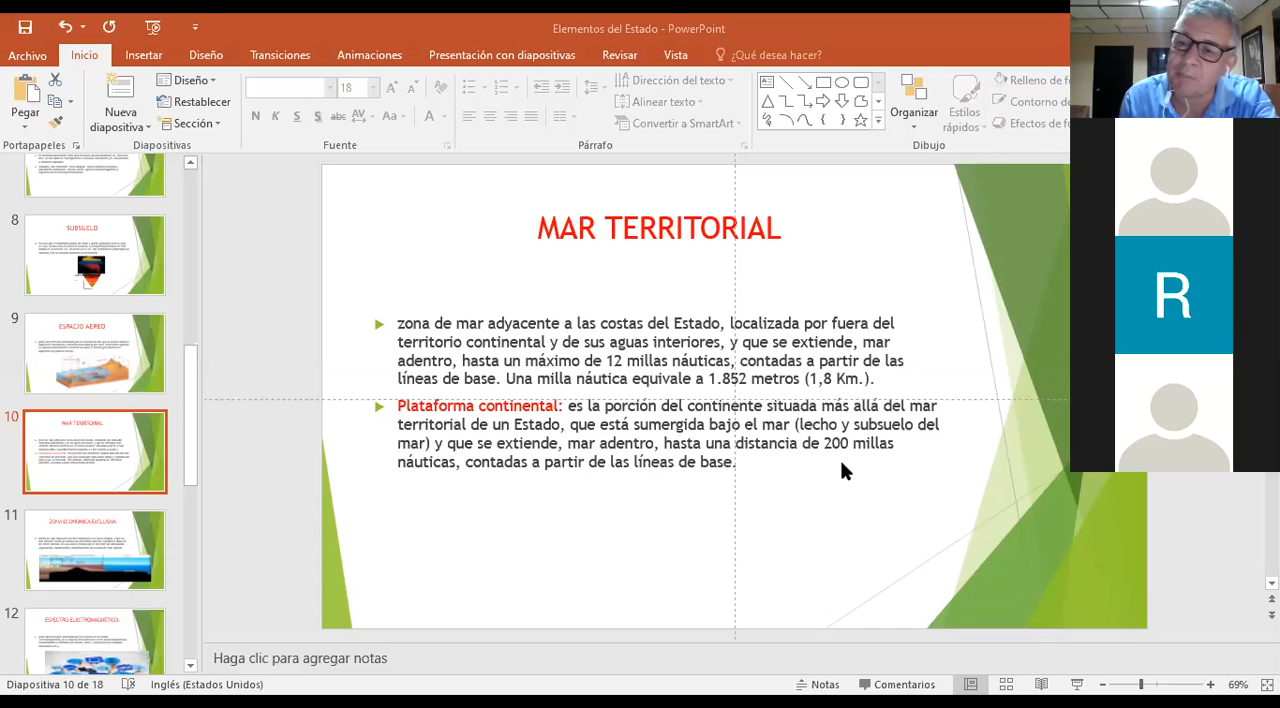 Elementos del Estado - PowerPoint
Archivo Inicio Insertar Diseño Transiciones Animaciones Presentación con diapositivas Revisar Vista ¿Qué desea hacer?
Pegar
Nueva
diapositiva
Diseño
Restablecer
Sección
18
N K S S abc AV Aa A
Dirección del texto
Alinear texto
Convertir a SmartArt
Organizar
Estilos
rápidos
Relleno de
Contorno
Efectos de
Portapapeles Diapositivas Fuente Párrafo Dibujo
8
SUBSUELO
9
ESPACIO AEREO
10
MAR TERRITORIAL
11
ZONA ECONOMICA EXCLUSIVA
12
ESPECTRO ELECTROMAGNÉTICO
MAR TERRITORIAL
zona de mar adyacente a las costas del Estado, localizada por fuera del
territorio continental y de sus aguas interiores, y que se extiende, mar
adentro, hasta un máximo de 12 millas náuticas, contadas a partir de las
líneas de base. Una milla náutica equivale a 1.852 metros (1,8 Km.).
Plataforma continental: es la porción del continente situada más allá del mar
territorial de un Estado, que está sumergida bajo el mar (lecho y subsuelo del
mar) y que se extiende, mar adentro, hasta una distancia de 200 millas
náuticas, contadas a partir de las líneas de base.
R
Haga clic para agregar notas
Diapositiva 10 de 18 Inglés (Estados Unidos) Notas Comentarios 69%